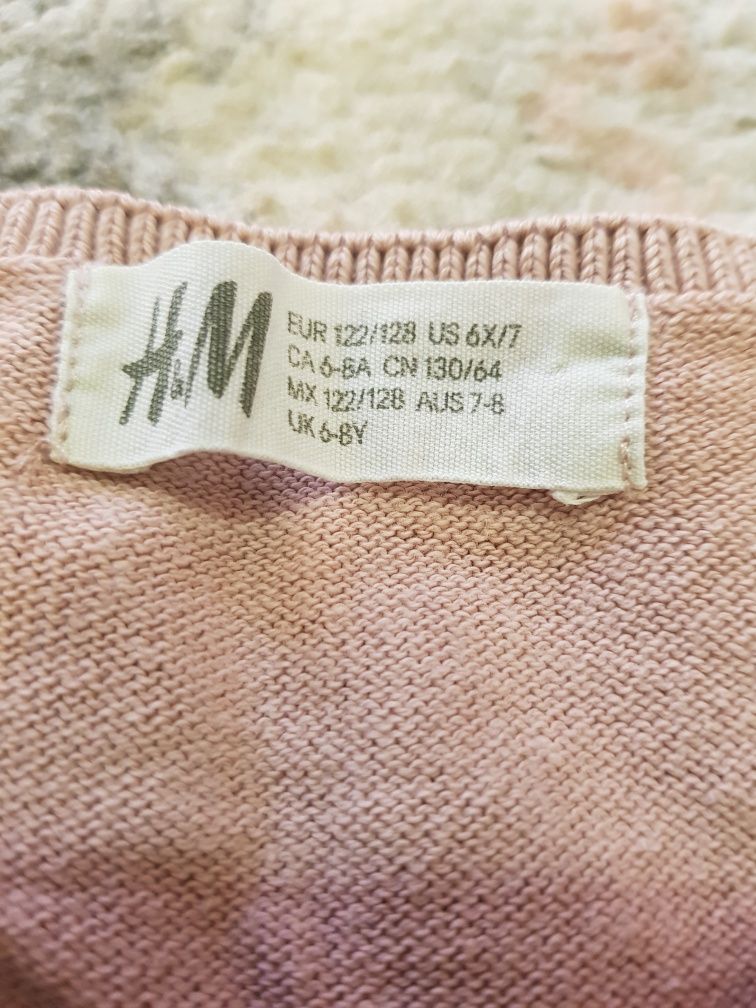 H&M
EUR 122/128 US 6X/7
CA 6-8A CN 130/64
MX 122/128 AUS 7-8
UK 6-8Y